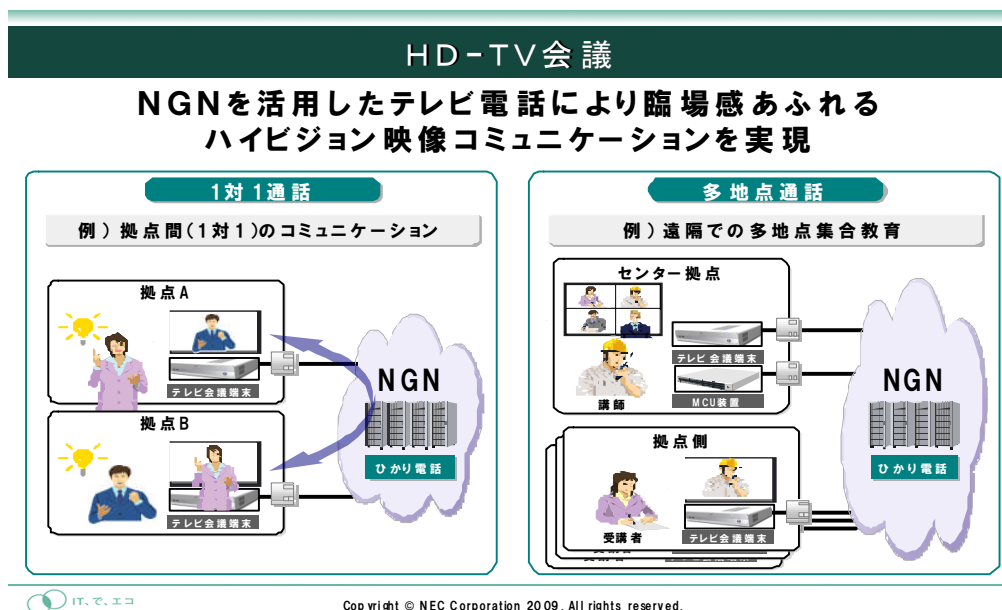 HD-TV会議
NGNを活用したテレビ電話により臨場感あふれる
ハイビジョン映像コミュニケーションを実現
1対1通話
例）拠点間（1対1）のコミュニケーション
拠点A
テレビ会議端末
拠点B
テレビ会議端末
NGN
ひかり電話
多地点通話
例）遠隔での多地点集合教育
センター拠点
テレビ会議端末
講師
MCU装置
拠点側
受講者
テレビ会議端末
NGN
ひかり電話
IT、で、エコ
Copyright © NEC Corporation 2009. All rights reserved.